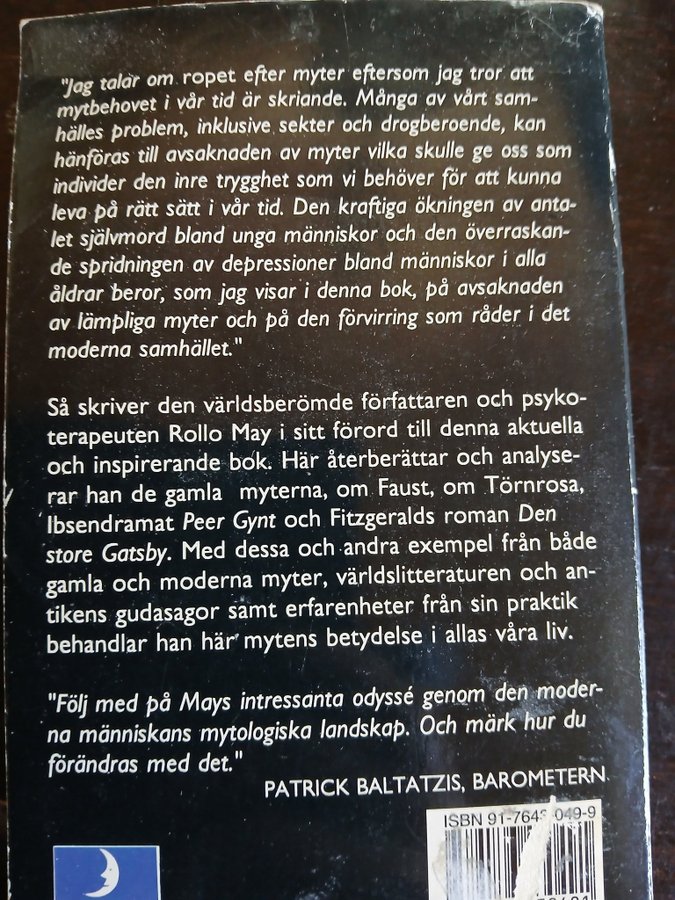 "Jag talar om ropet efter myter eftersom jag tror att
mytbehovet i vår tid är skriande. Många av vårt sam-
hälles problem, inklusive sekter och drogberoende, kan
hänföras till avsaknaden av myter vilka skulle ge oss som
individer den inre trygghet som vi behöver för att kunna
leva på rätt sätt i vår tid. Den kraftiga ökningen av anta-
let självmord bland unga människor och den överraskan-
de spridningen av depressioner bland människor i alla
åldrar beror, som jag visar i denna bok, på avsaknaden
av lämpliga myter och på den förvirring som råder i det
moderna samhället."
Så skriver den världsberömde författaren och psyko-
terapeuten Rollo May i sitt förord till denna aktuella
och inspirerande bok. Här återberättar och analyse-
rar han de gamla myterna, om Faust, om Törnrosa,
Ibsendramat Peer Gynt och Fitzgeralds roman Den
store Gatsby. Med dessa och andra exempel från både
gamla och moderna myter, världslitteraturen och an-
tikens gudasagor samt erfarenheter från sin praktik
behandlar han här mytens betydelse i allas våra liv.
"Följ med på Mays intressanta odyssé genom den moder-
na människans mytologiska landskap. Och märk hur du
förändras med det."
PATRICK BALTATZIS, BAROMETERN
ISBN 91-764 049-9